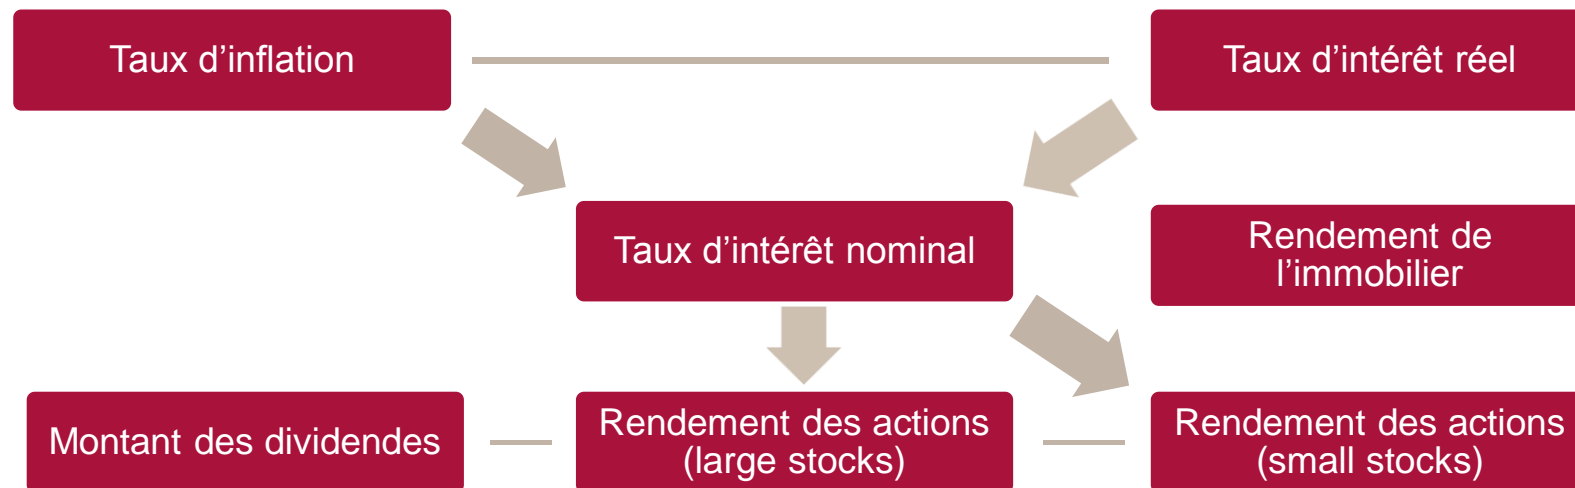 Taux d’inflation
Taux d’intérêt réel
Taux d’intérêt nominal
Rendement de
l’immobilier
Montant des dividendes
Rendement des actions
(large stocks)
Rendement des actions
(small stocks)